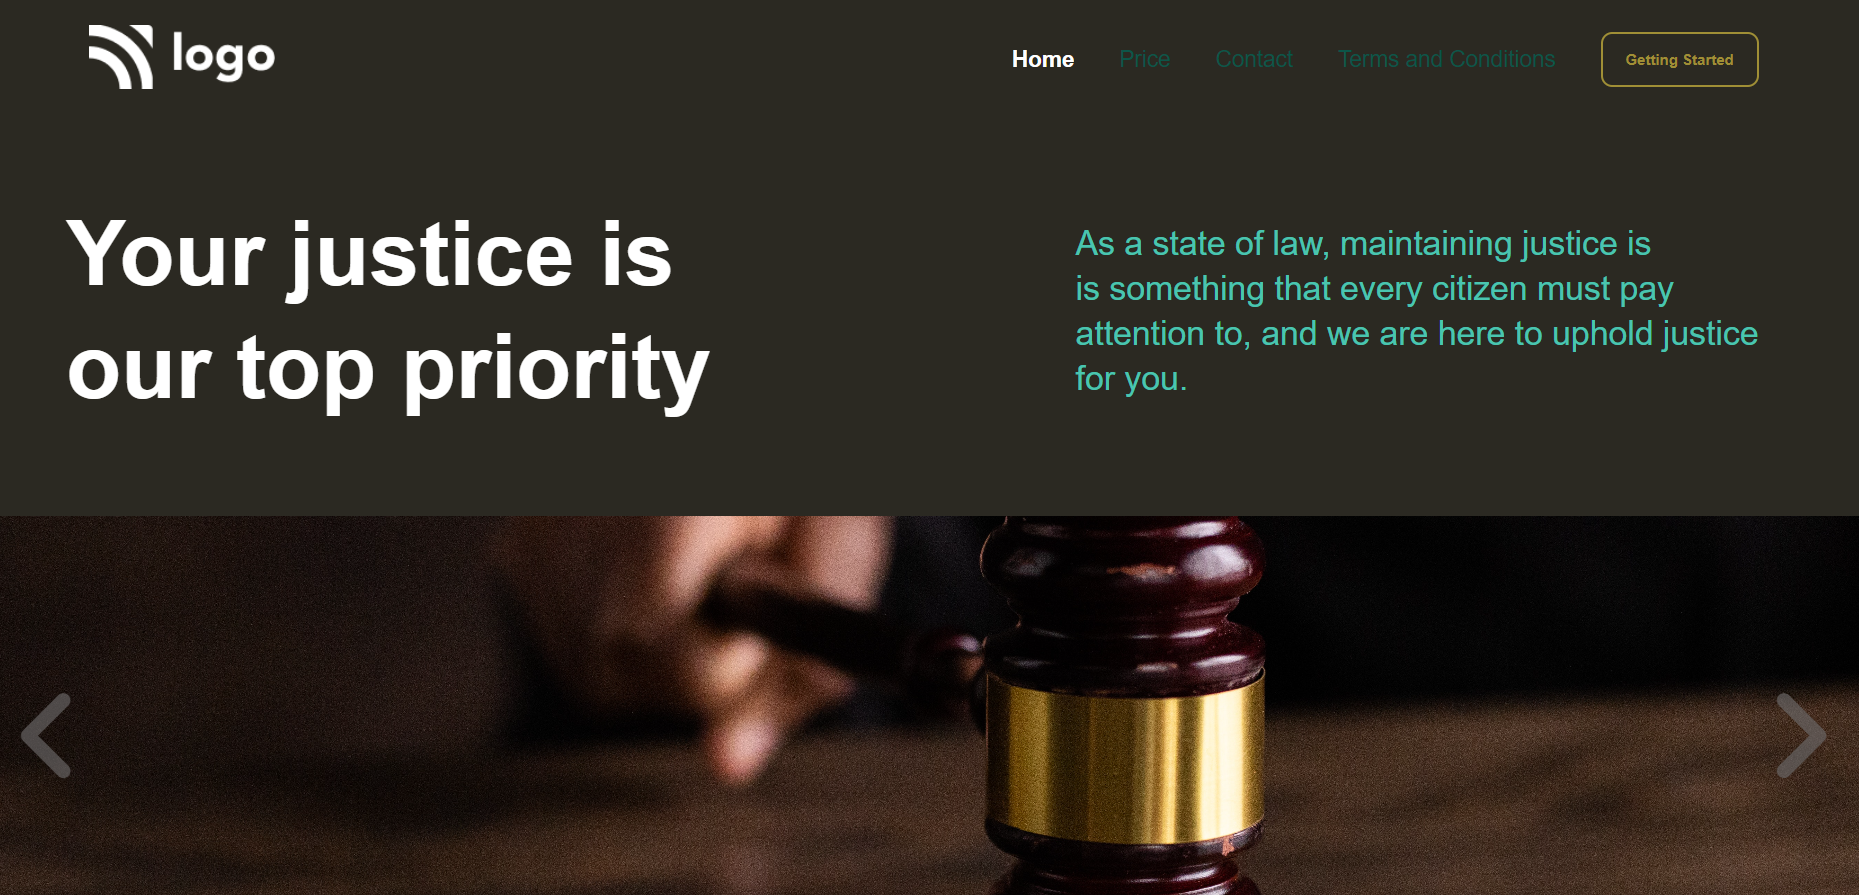 logo
Home Price Contact Terms and Conditions Getting Started
Your justice is
our top priority
As a state of law, maintaining justice is
is something that every citizen must pay
attention to, and we are here to uphold justice
for you.